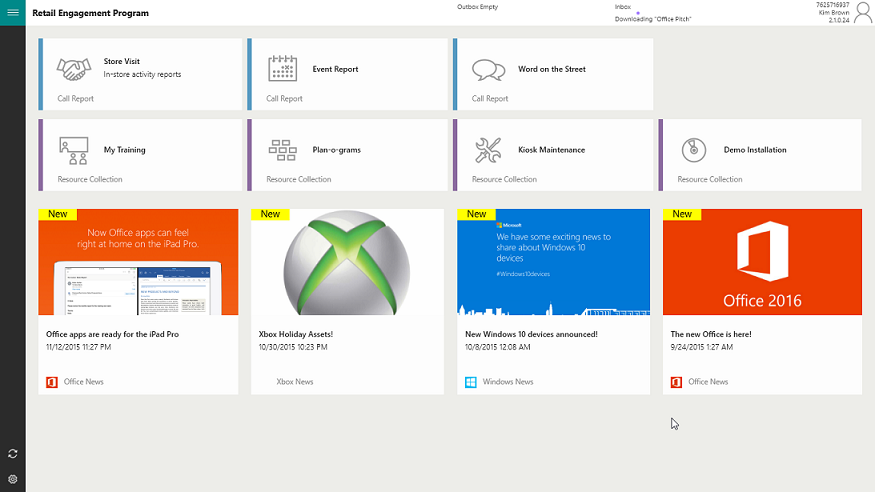 Retail Engagement Program
Outbox Empty
Inbox
Downloading "Office Pitch"
7625716937
Kim Brown
2.1.0.24
Store Visit
In-store activity reports
Call Report
Event Report
Call Report
Word on the Street
Call Report
My Training
Resource Collection
Plan-o-grams
Resource Collection
Kiosk Maintenance
Resource Collection
Demo Installation
Resource Collection
New
Now Office apps can feel
right at home on the iPad Pro.
Office apps are ready for the iPad Pro
11/12/2015 11:27 PM
Office News
New
Xbox Holiday Assets!
10/30/2015 10:23 PM
Xbox News
New
Microsoft
We have some exciting news to
share about Windows 10
devices
#Windows10devices
New Windows 10 devices announced!
10/8/2015 12:08 AM
Windows News
New
Office 2016
The new Office is here!
9/24/2015 1:27 AM
Office News